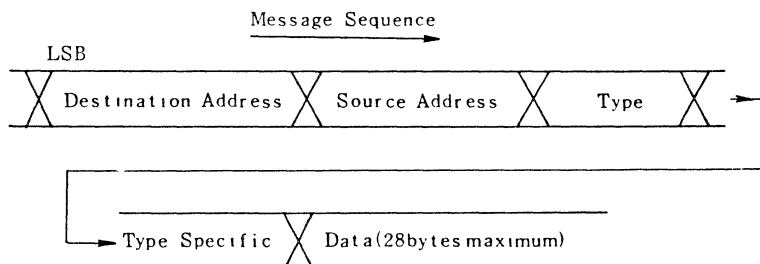 Message Sequence
LSB
Destination Address Source Address Type
Type Specific Data(28bytes maximum)